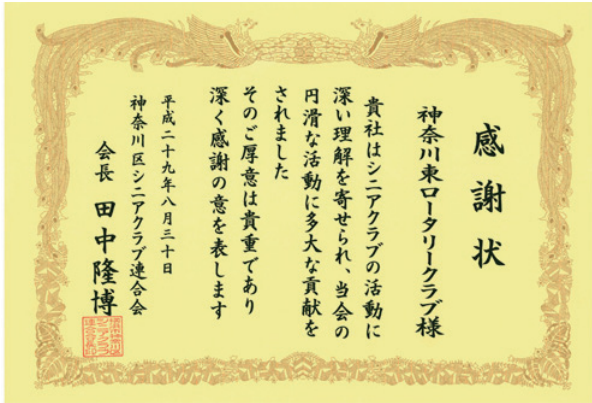 感謝状
神奈川東ロータリークラブ様
貴社はシニアクラブの活動に
深い理解を寄せられ、当会の
円滑な活動に多大な貢献を
されました
そのご厚意は貴重であり
深く感謝の意を表します
平成二十九年八月三十日
神奈川区シニアクラブ連合会
会長 田中隆博